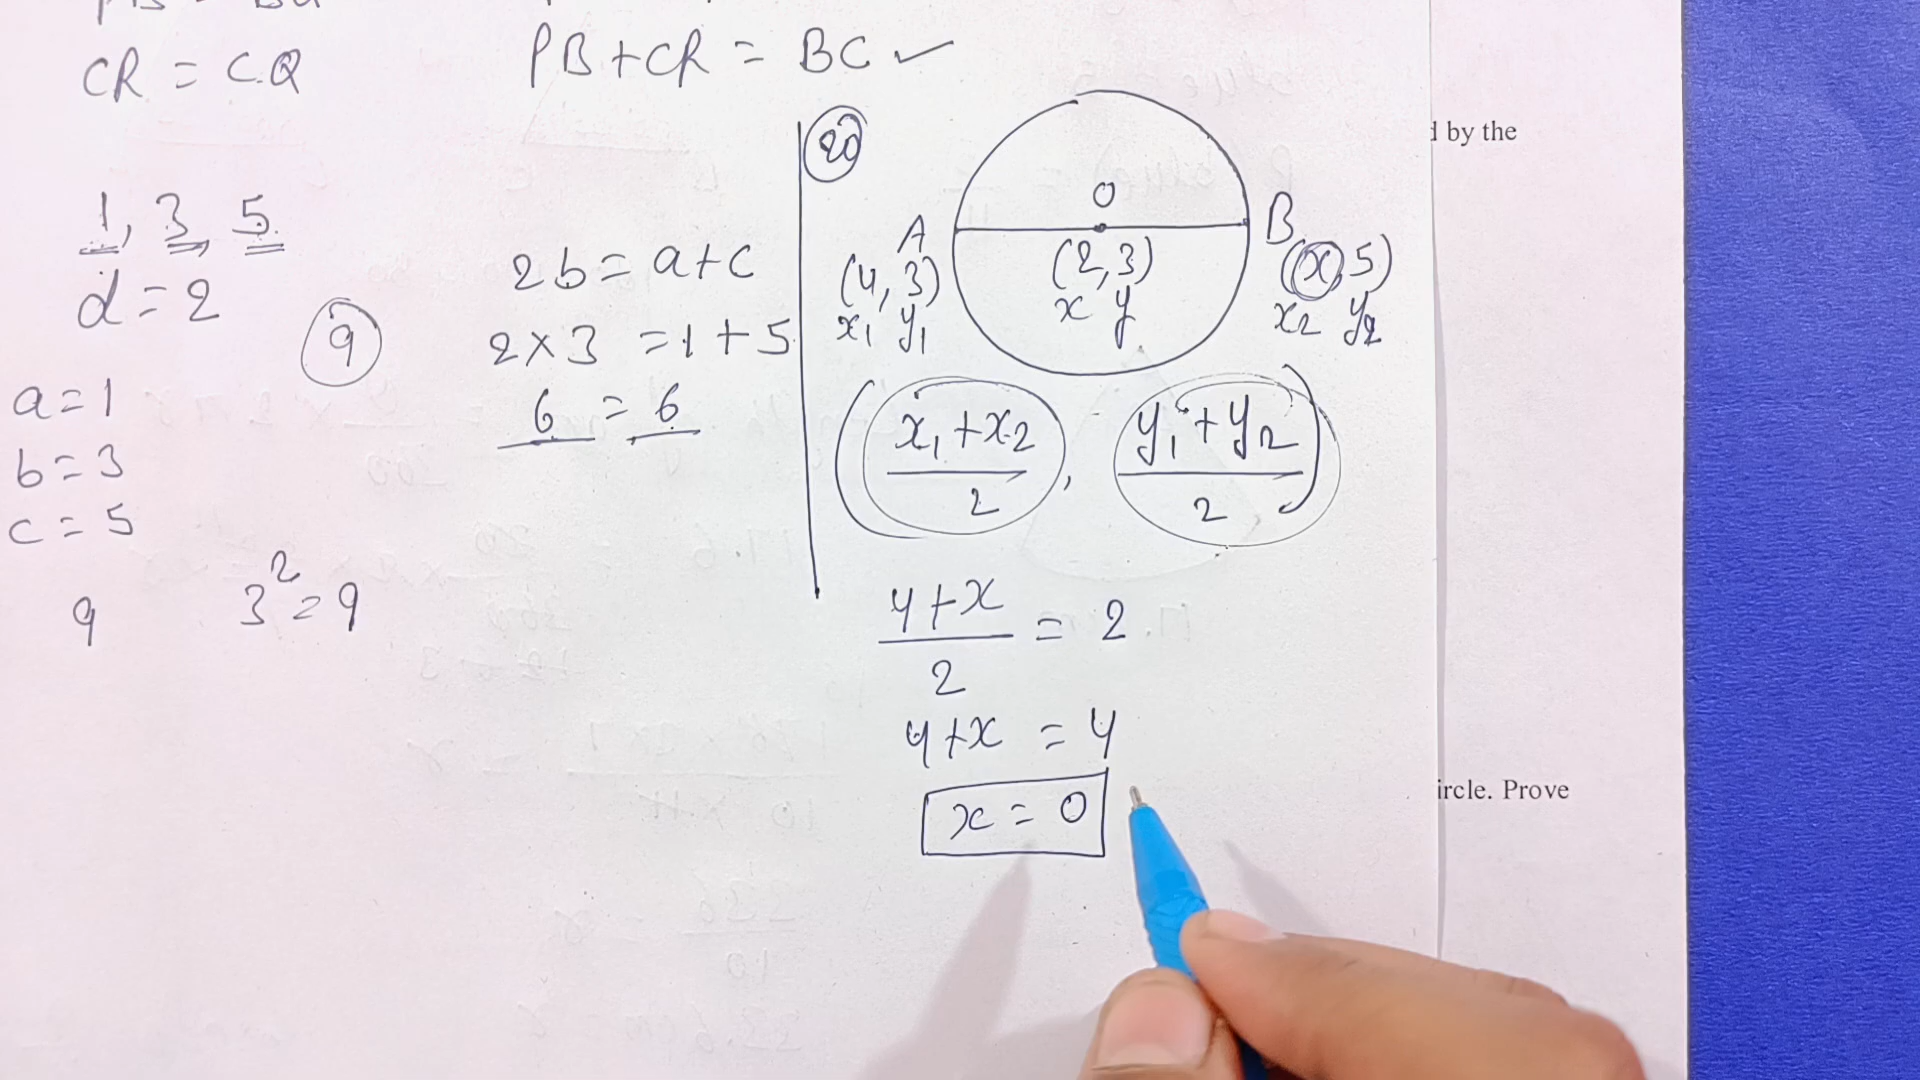 CR = CQ
PB + CR = BC ✓
1, 3, 5
d = 2
9
a = 1
b = 3
c = 5
9
3² = 9
2b = a + c
2 × 3 = 1 + 5
6 = 6
20
O
A
B
(4, 3)
(2, 3)
(x, 5)
x₁ y₁
x y
x₂ y₂
(x₁ + x₂ / 2, y₁ + y₂ / 2)
4 + x / 2 = 2
4 + x = 4
x = 0
d by the
ircle. Prove